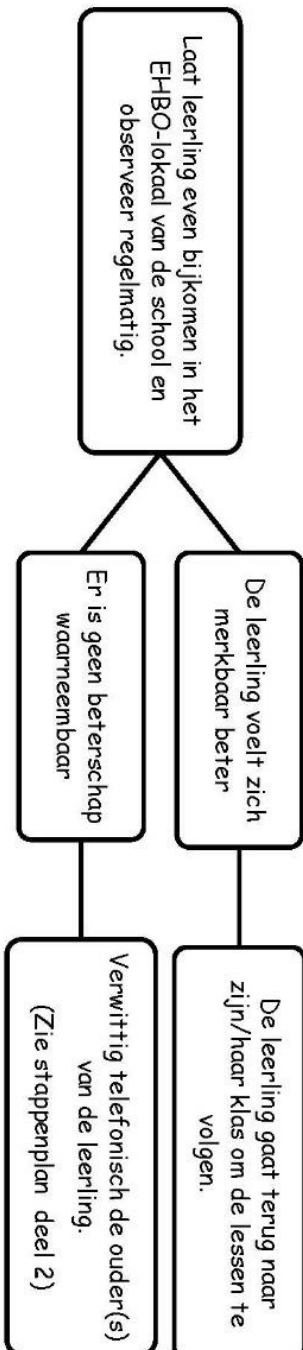 Laat leerling even bijkomen in het
EHBO-lokaal van de school en
observeer regelmatig.
De leerling voelt zich
merkbaar beter
De leerling gaat terug naar
zijn/haar klas om de lessen te
volgen.
Er is geen beterschap
waarneembaar
Verwittig telefonisch de ouder(s)
van de leerling.
(Zie stappenplan deel 2)